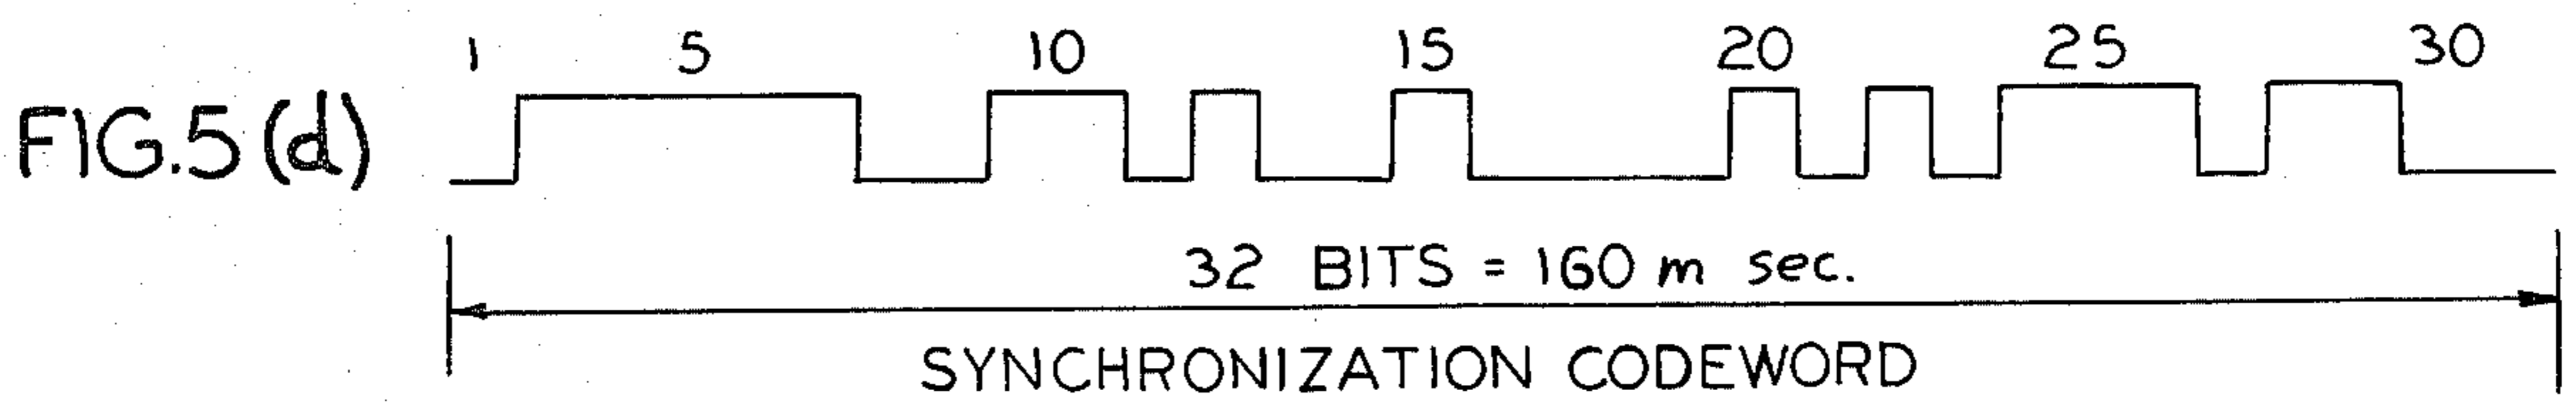 1 5 10 15 20 25 30
FIG.5(d)
32 BITS = 160 m sec.
SYNCHRONIZATION CODEWORD